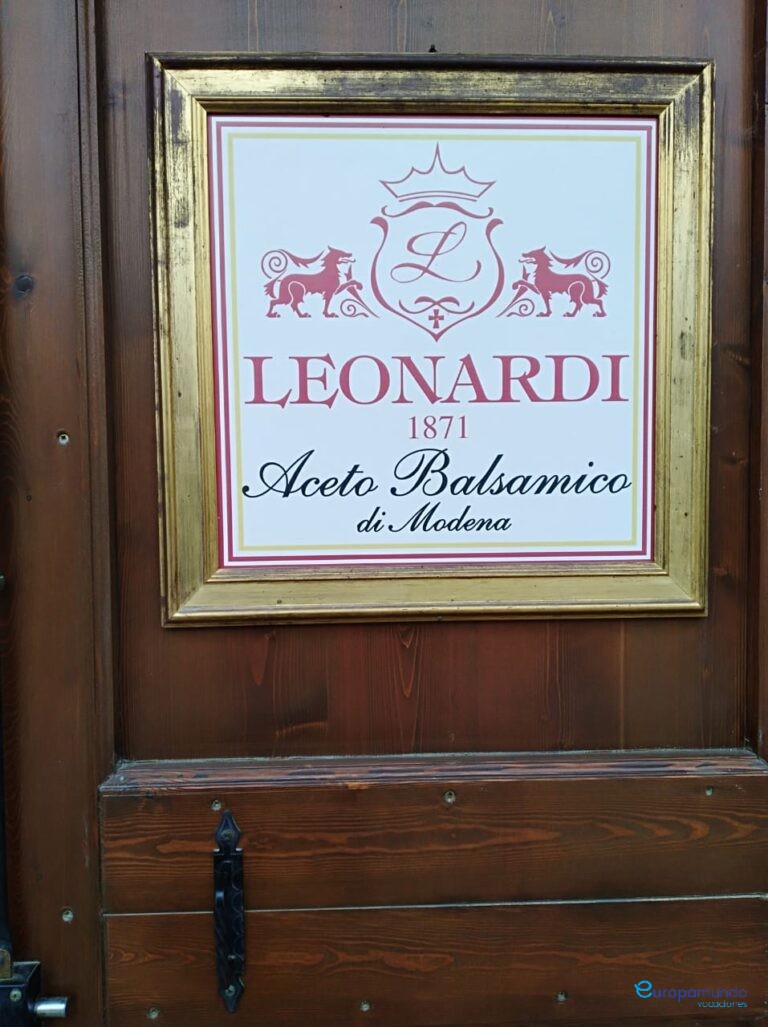 L
LEONARDI
1871
Aceto Balsamico
di Modena
europamundo
vacaciones